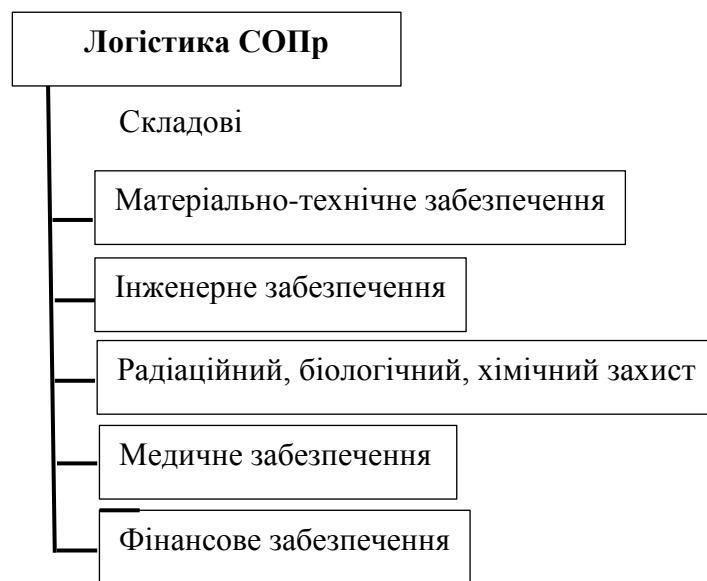 Логістика СОПр
Складові
Матеріально-технічне забезпечення
Інженерне забезпечення
Радіаційний, біологічний, хімічний захист
Медичне забезпечення
Фінансове забезпечення